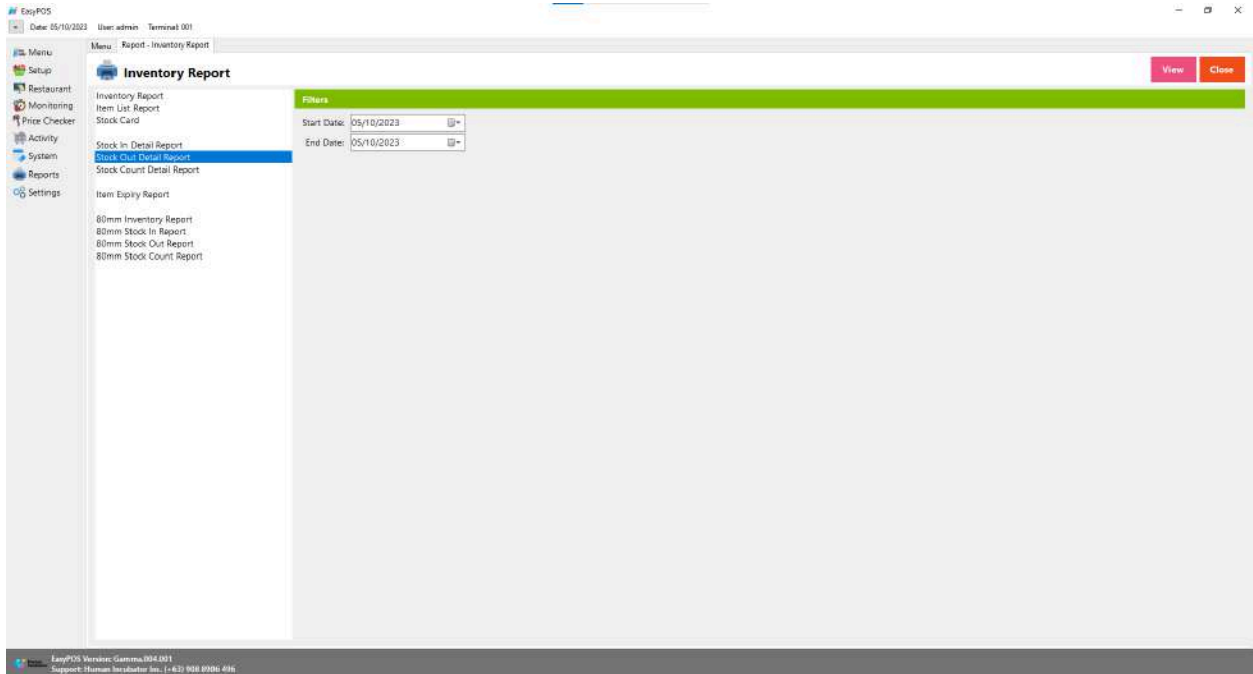 EasyPOS
Date: 05/10/2023 User: admin Terminal: 001
Menu
Setup
Restaurant
Monitoring
Price Checker
Activity
System
Reports
Settings
Menu Report - Inventory Report
Inventory Report
View Close
Inventory Report
Item List Report
Stock Card
Stock In Detail Report
Stock Out Detail Report
Stock Count Detail Report
Item Expiry Report
80mm Inventory Report
80mm Stock In Report
80mm Stock Out Report
80mm Stock Count Report
Filters
Start Date: 05/10/2023
End Date: 05/10/2023
EasyPOS Version: Gamma.004.001
Support: Human Incubator Inc. (+63) 908 8906 496